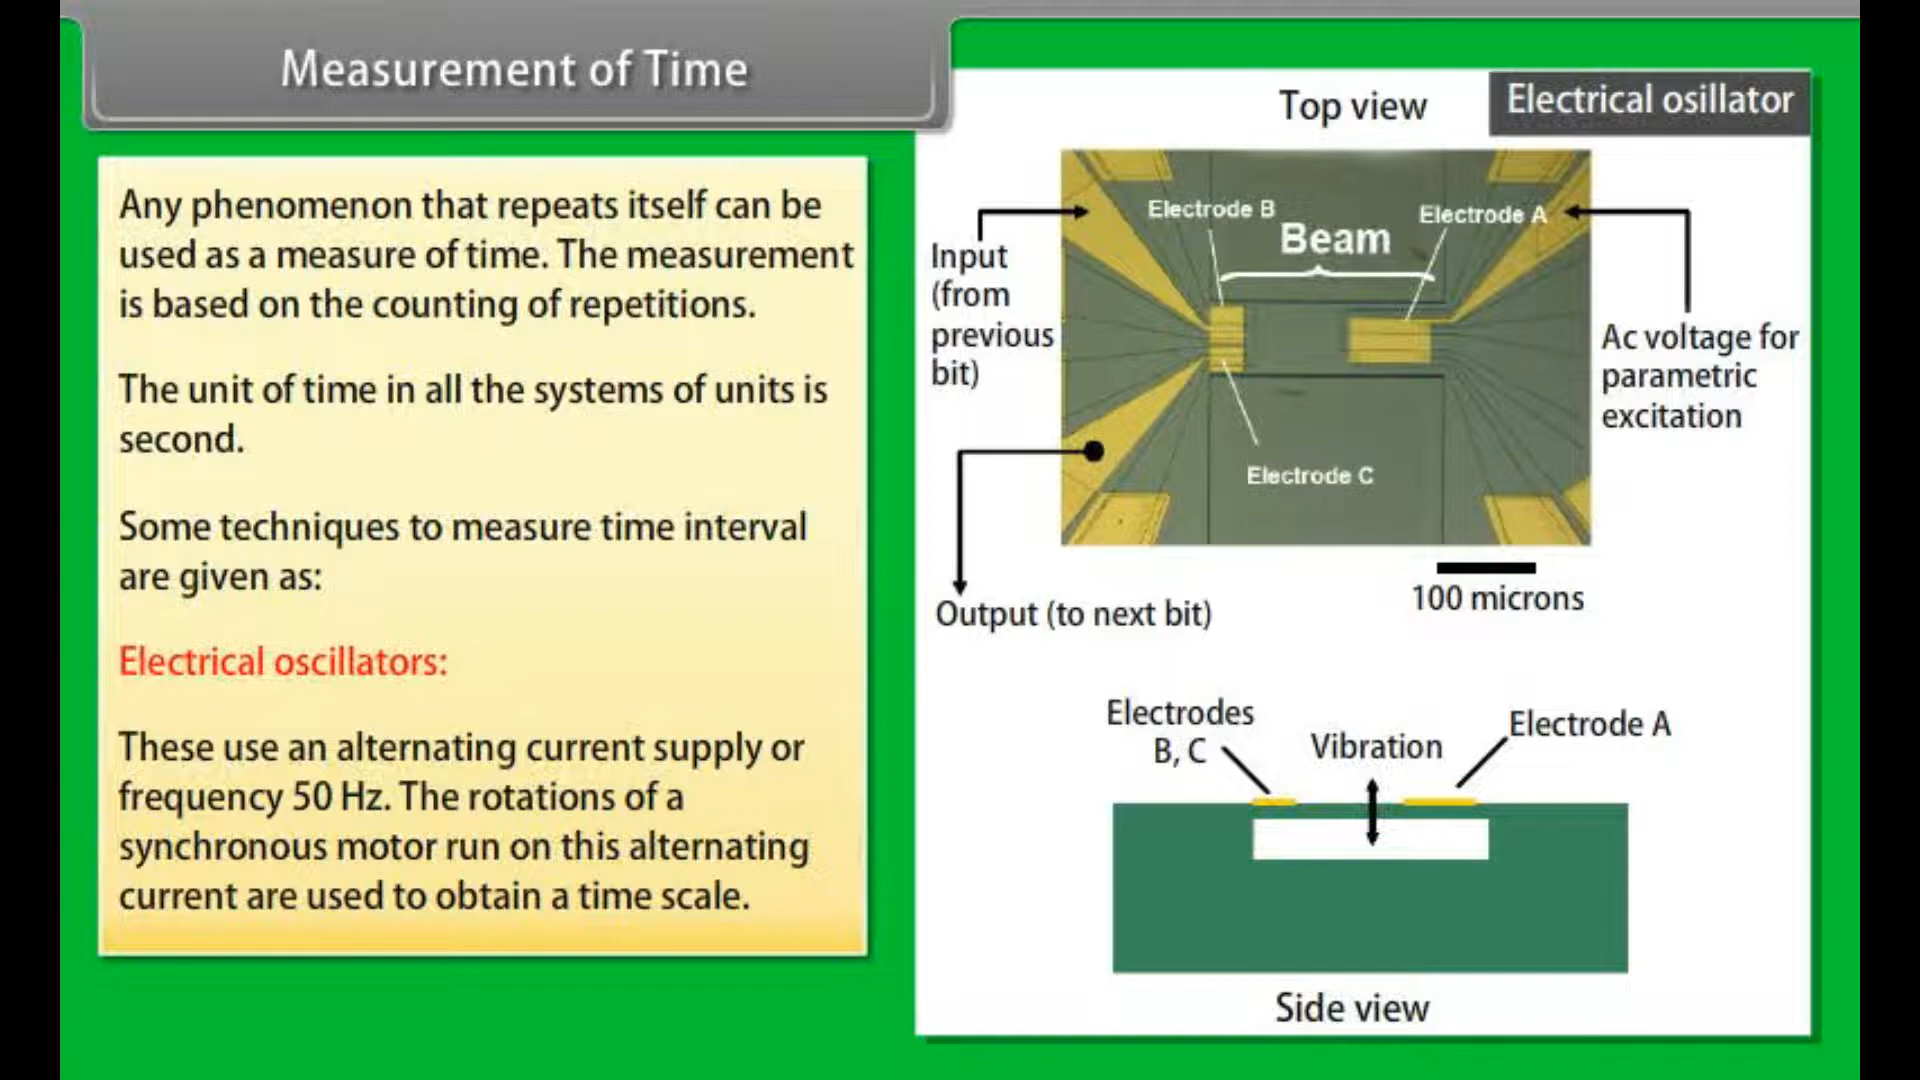 Measurement of Time
Any phenomenon that repeats itself can be
used as a measure of time. The measurement
is based on the counting of repetitions.
The unit of time in all the systems of units is
second.
Some techniques to measure time interval
are given as:
Electrical oscillators:
These use an alternating current supply or
frequency 50 Hz. The rotations of a
synchronous motor run on this alternating
current are used to obtain a time scale.
Top view
Electrical osillator
Electrode B
Electrode A
Beam
Input
(from
previous
bit)
Ac voltage for
parametric
excitation
Electrode C
100 microns
Output (to next bit)
Electrodes
B, C
Vibration
Electrode A
Side view